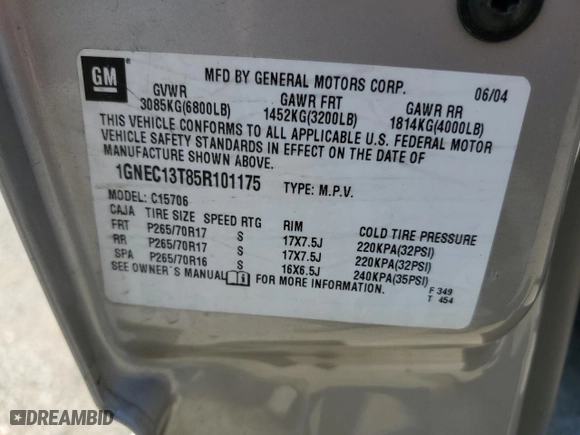 GM
MFD BY GENERAL MOTORS CORP. 06/04
GVWR GAWR FRT GAWR RR
3085KG(6800LB) 1452KG(3200LB) 1814KG(4000LB)
THIS VEHICLE CONFORMS TO ALL APPLICABLE U.S. FEDERAL MOTOR
VEHICLE SAFETY STANDARDS IN EFFECT ON THE DATE OF
MANUFACTURE SHOWN ABOVE.
1GNEC13T85R101175 TYPE: M.P.V.
MODEL: C15706
CAJA TIRE SIZE SPEED RTG RIM COLD TIRE PRESSURE
FRT P265/70R17 S 17X7.5J 220KPA(32PSI)
RR P265/70R17 S 17X7.5J 220KPA(32PSI)
SPA P265/70R16 S 16X6.5J 240KPA(35PSI)
SEE OWNER'S MANUAL FOR MORE INFORMATION.
F 349
T 454
DREAMBID